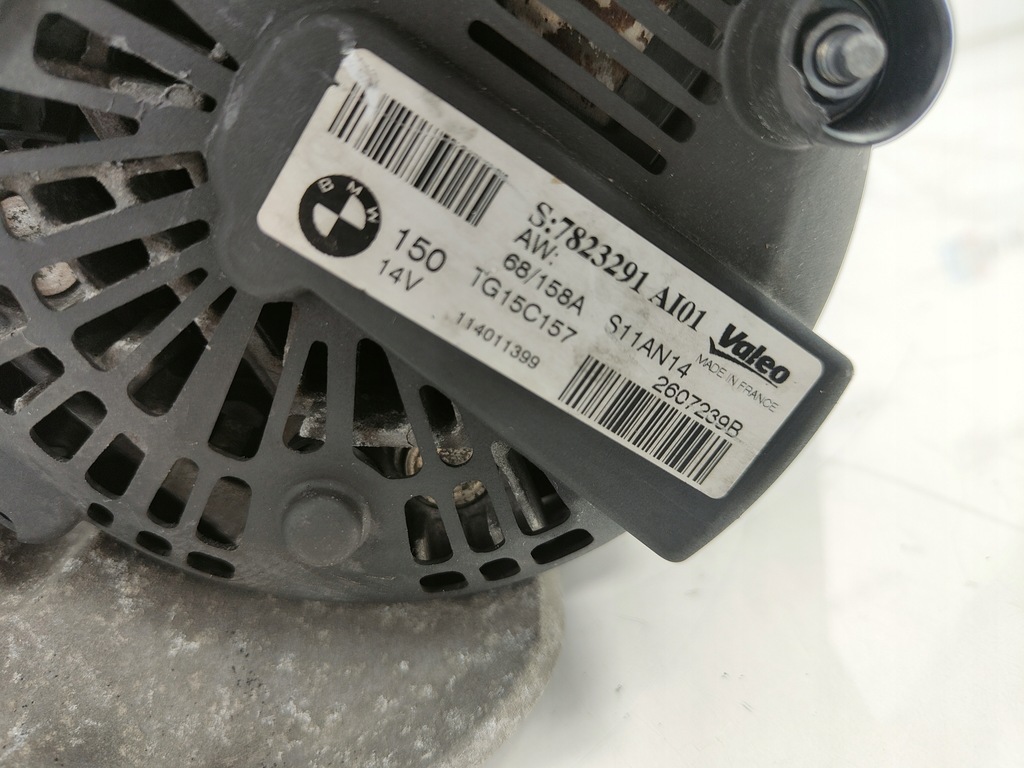 BMW
S:7823291 AI01
AW:
150 68/158A S11AN14
14V TG15C157 2607239B
114011399
Valeo
MADE IN FRANCE